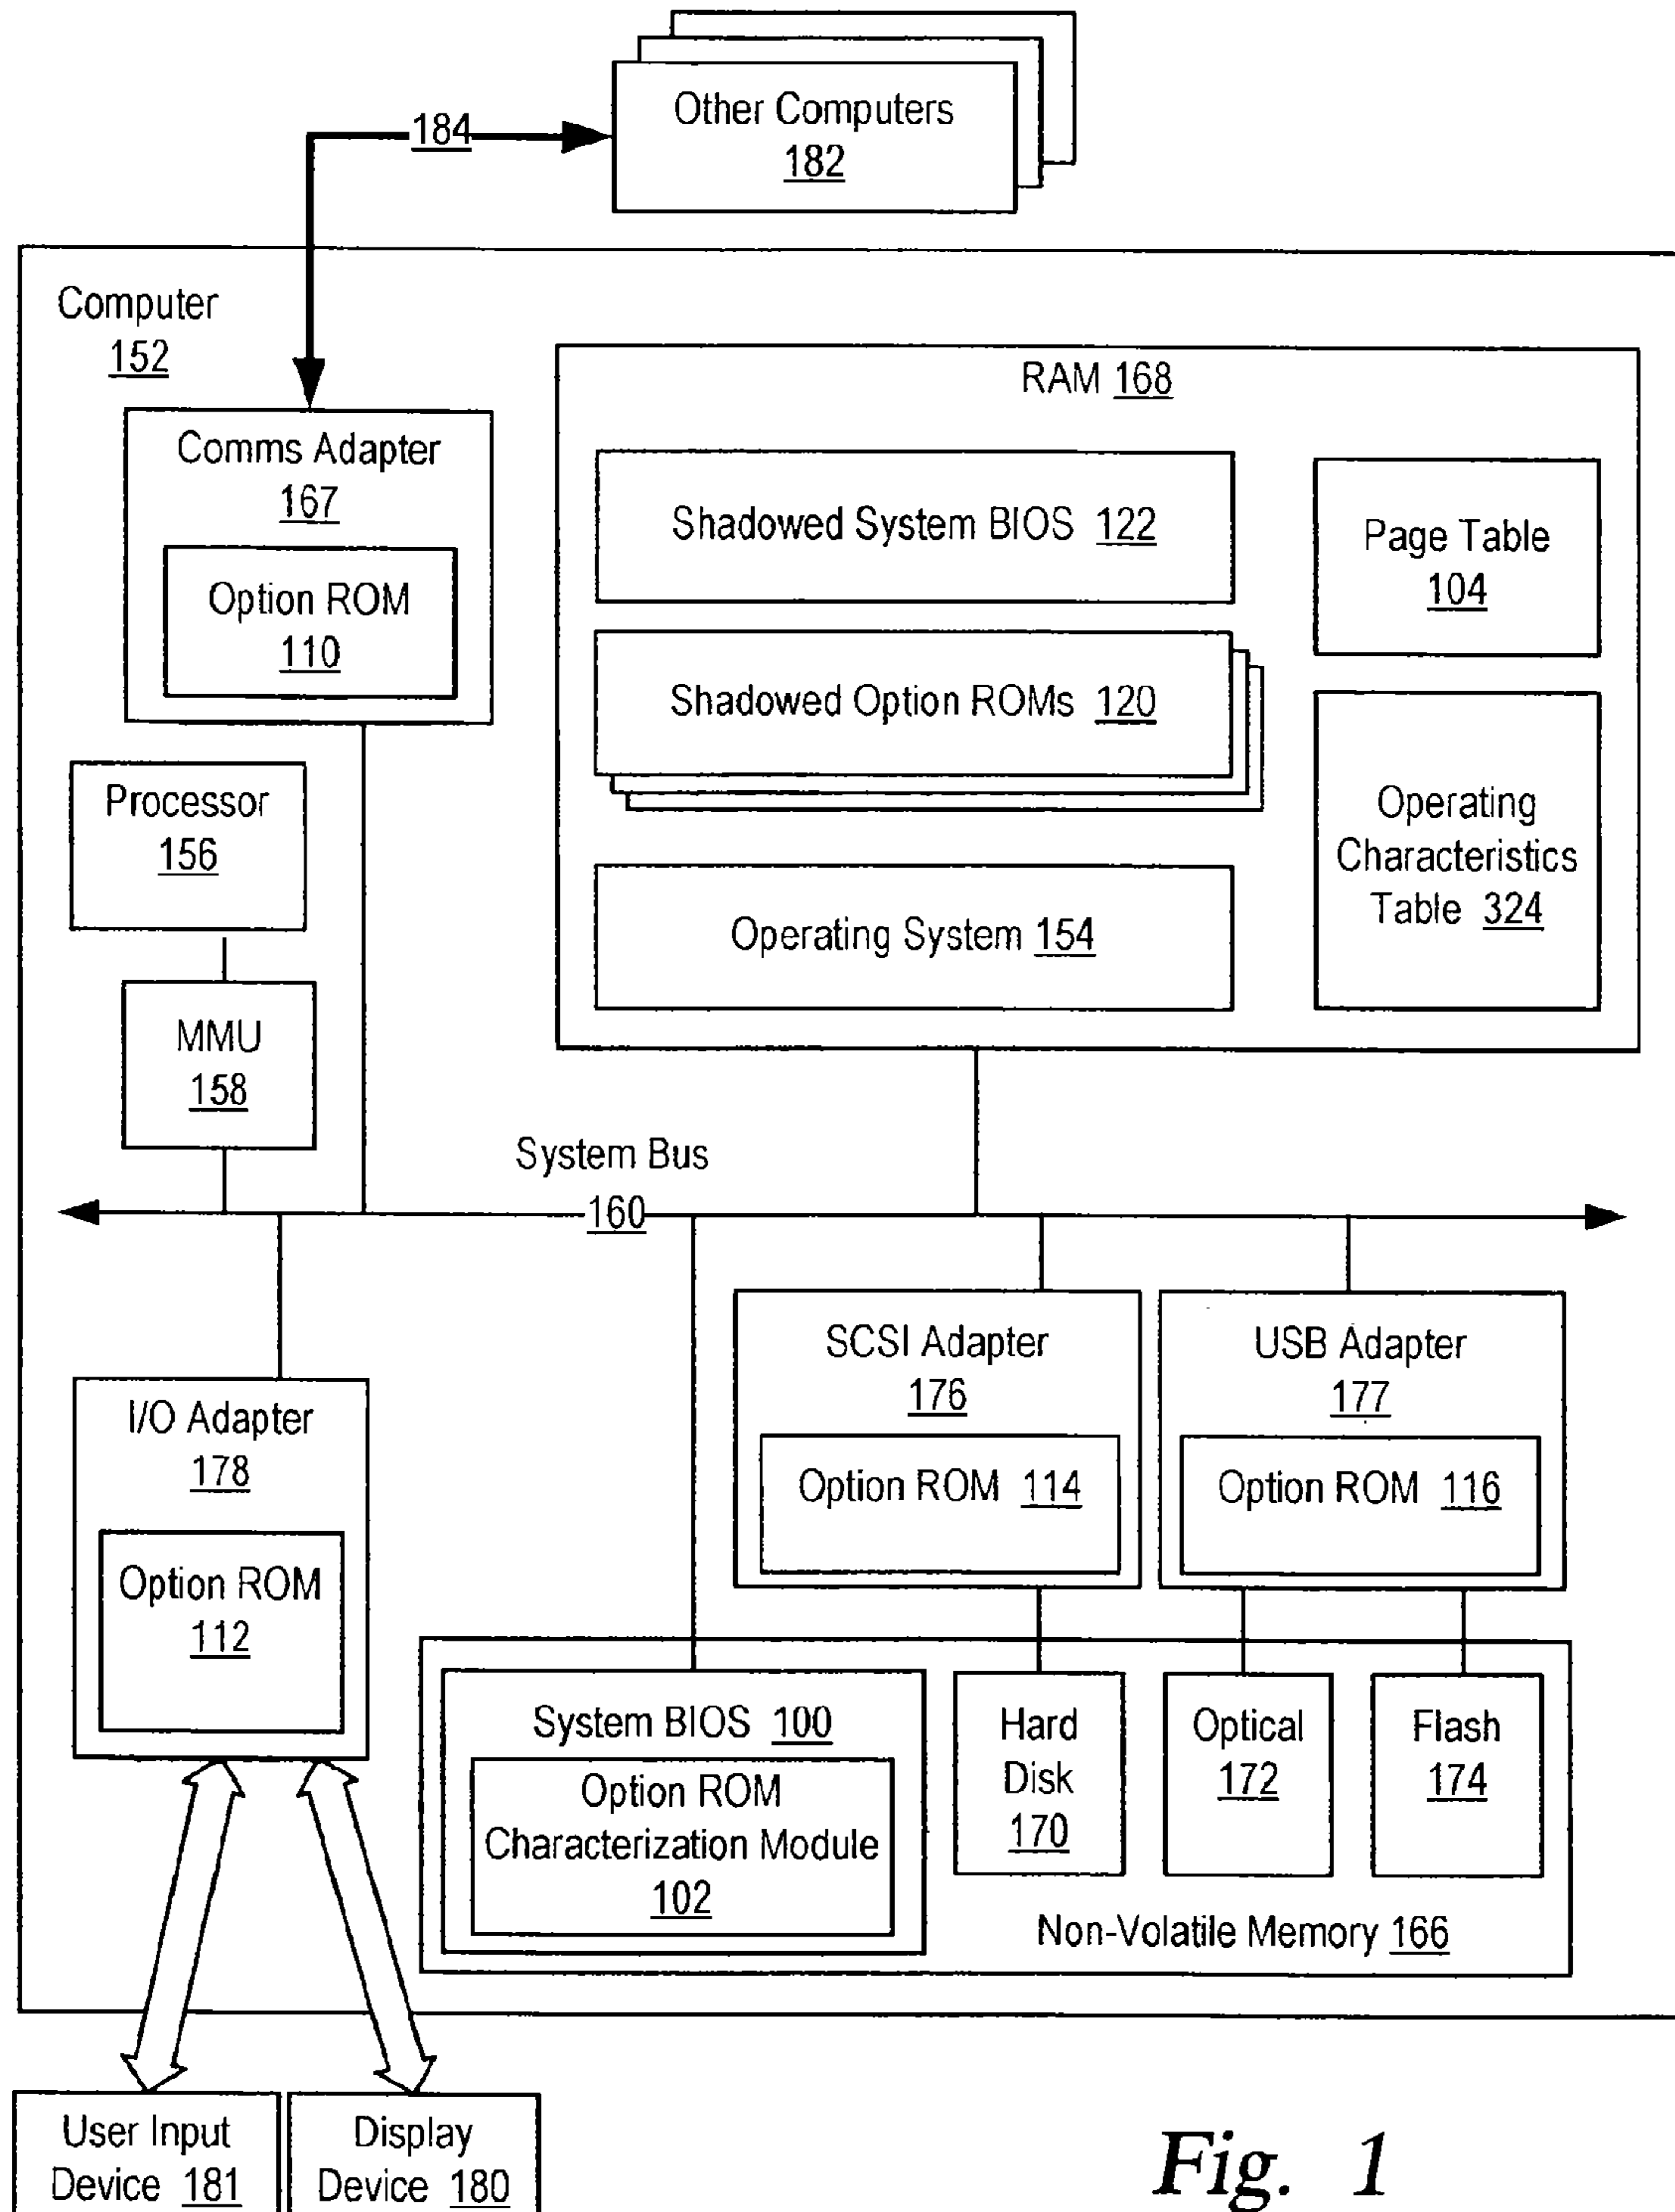 Other Computers
182
184
Computer
152
RAM 168
Comms Adapter
167
Option ROM
110
Shadowed System BIOS 122
Page Table
104
Shadowed Option ROMs 120
Operating
Characteristics
Table 324
Processor
156
Operating System 154
MMU
158
System Bus
160
SCSI Adapter
176
Option ROM 114
USB Adapter
177
Option ROM 116
I/O Adapter
178
Option ROM
112
System BIOS 100
Option ROM
Characterization Module
102
Hard
Disk
170
Optical
172
Flash
174
Non-Volatile Memory 166
User Input
Device 181
Display
Device 180
Fig. 1